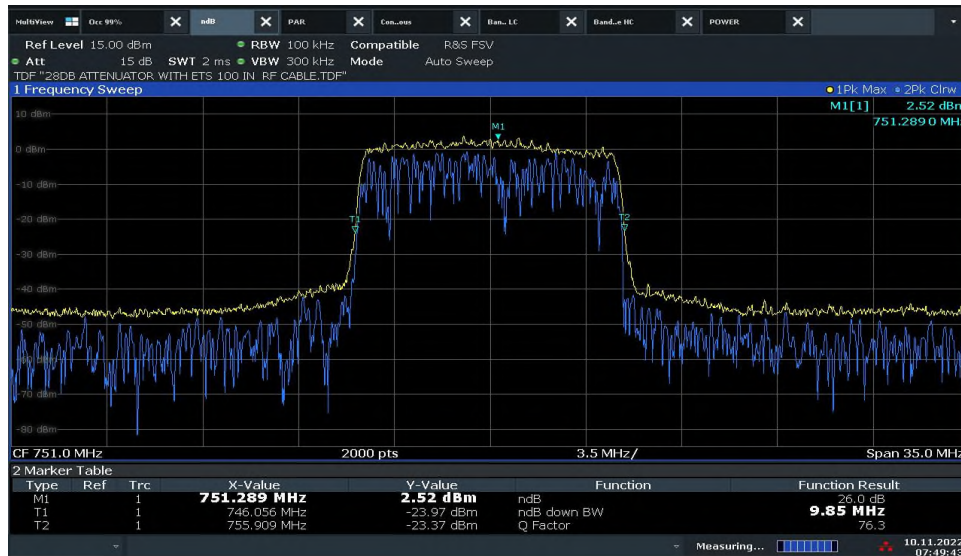 MultiView Occ 99% ndB PAR Con..ous Ban.. LC Band..e HC POWER
Ref Level 15.00 dBm RBW 100 kHz Compatible R&S FSV
Att 15 dB SWT 2 ms VBW 300 kHz Mode Auto Sweep
TDF "28DB ATTENUATOR WITH ETS 100 IN RF CABLE.TDF"
1 Frequency Sweep 1Pk Max 2Pk Clrw
M1[1] 2.52 dBm
751.2890 MHz
10 dBm
M1
0 dBm
-10 dBm
-20 dBm
T1 T2
-30 dBm
-40 dBm
-50 dBm
-60 dBm
-70 dBm
-80 dBm
CF 751.0 MHz 2000 pts 3.5 MHz/ Span 35.0 MHz
2 Marker Table
Type Ref Trc X-Value Y-Value Function Function Result
M1 1 751.289 MHz 2.52 dBm ndB 26.0 dB
T1 1 746.056 MHz -23.97 dBm ndB down BW 9.85 MHz
T2 1 755.909 MHz -23.37 dBm Q Factor 76.3
Measuring... 10.11.2022
07:49:43